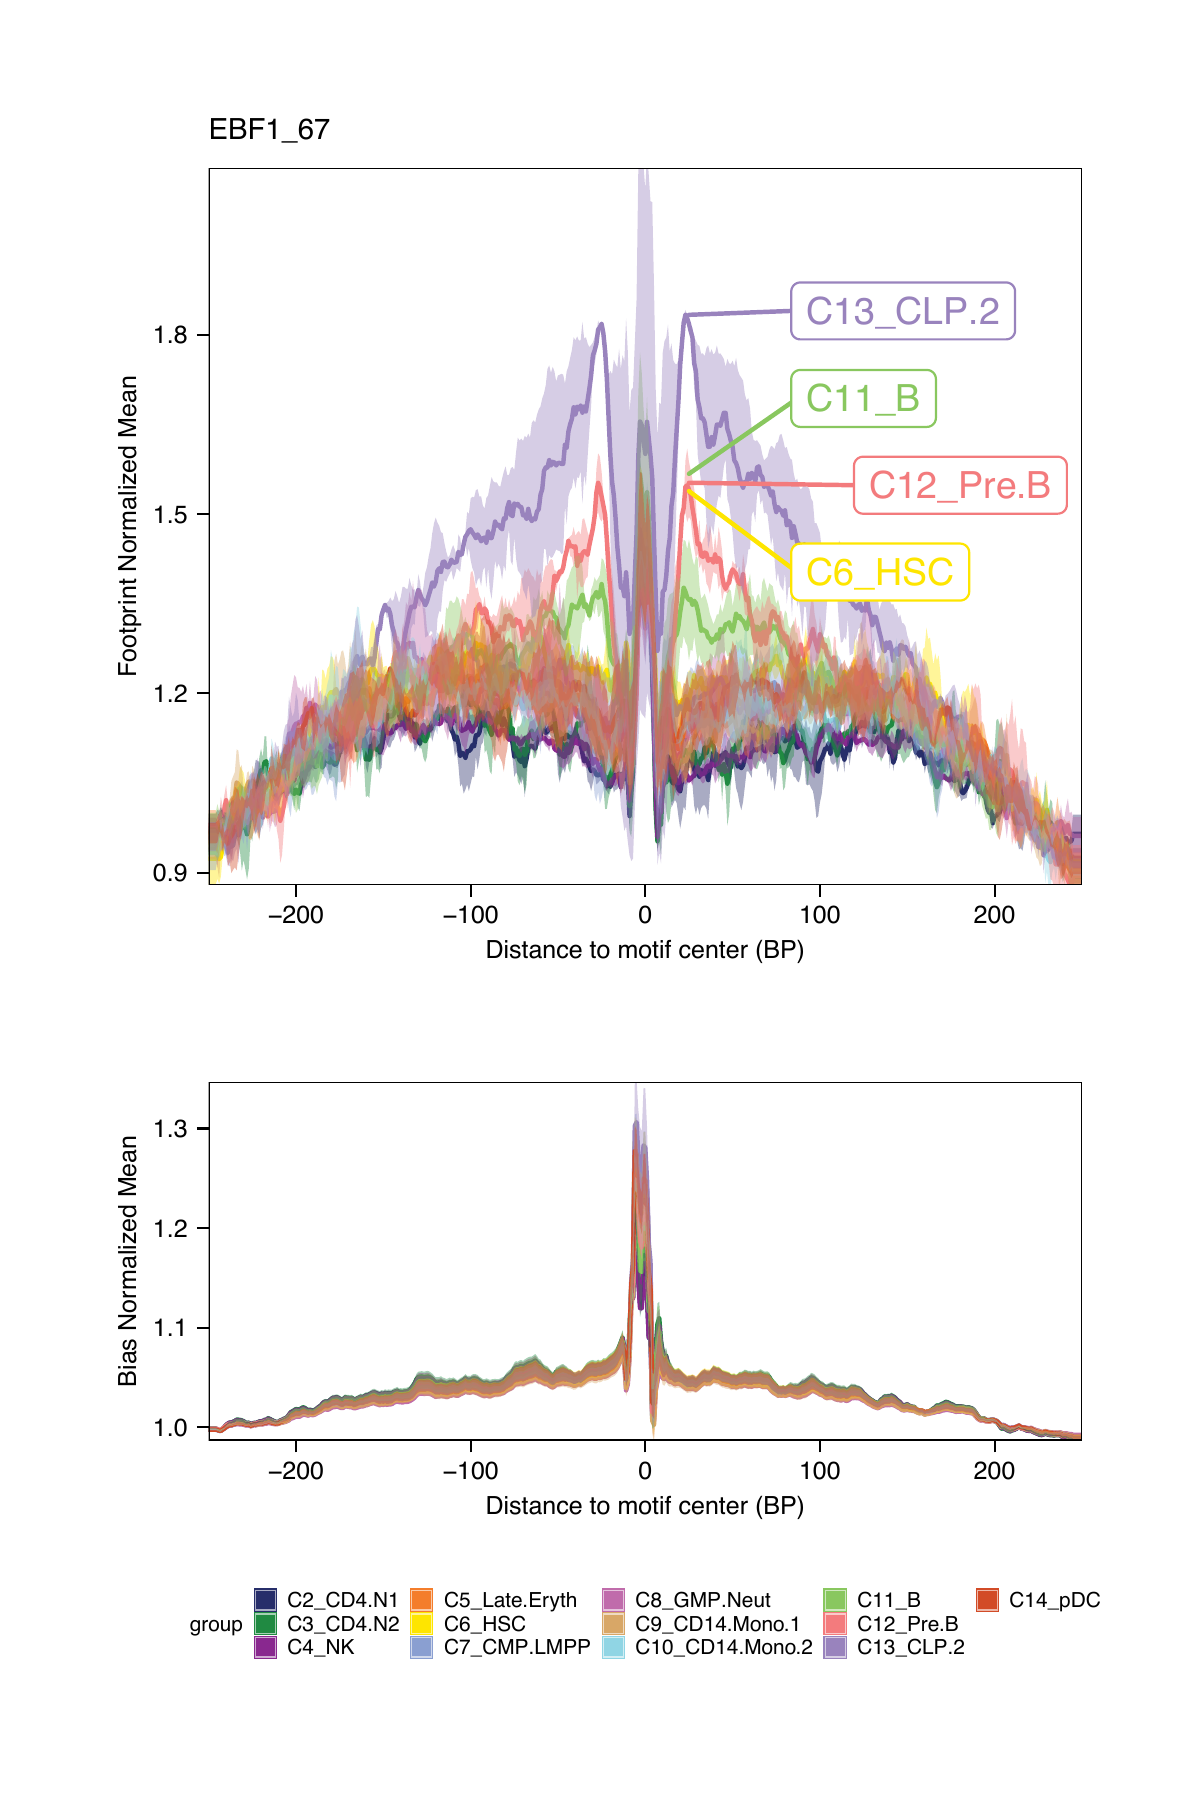 EBF1_67
Footprint Normalized Mean
1.8
1.5
1.2
0.9
C13_CLP.2
C11_B
C12_Pre.B
C6_HSC
−200 −100 0 100 200
Distance to motif center (BP)
Bias Normalized Mean
1.3
1.2
1.1
1.0
−200 −100 0 100 200
Distance to motif center (BP)
group
C2_CD4.N1 C5_Late.Eryth C8_GMP.Neut C11_B C14_pDC
C3_CD4.N2 C6_HSC C9_CD14.Mono.1 C12_Pre.B
C4_NK C7_CMP.LMPP C10_CD14.Mono.2 C13_CLP.2